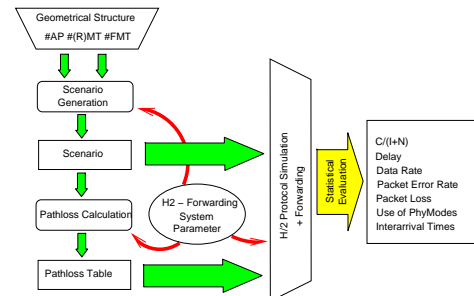 Geometrical Structure
#AP #(R)MT #FMT
Scenario
Generation
Scenario
Pathloss Calculation
Pathloss Table
H2 – Forwarding
System
Parameter
H/2 Protocol Simulation
+ Forwarding
Statistical
Evaluation
C/(I+N)
Delay
Data Rate
Packet Error Rate
Packet Loss
Use of PhyModes
Interarrival Times